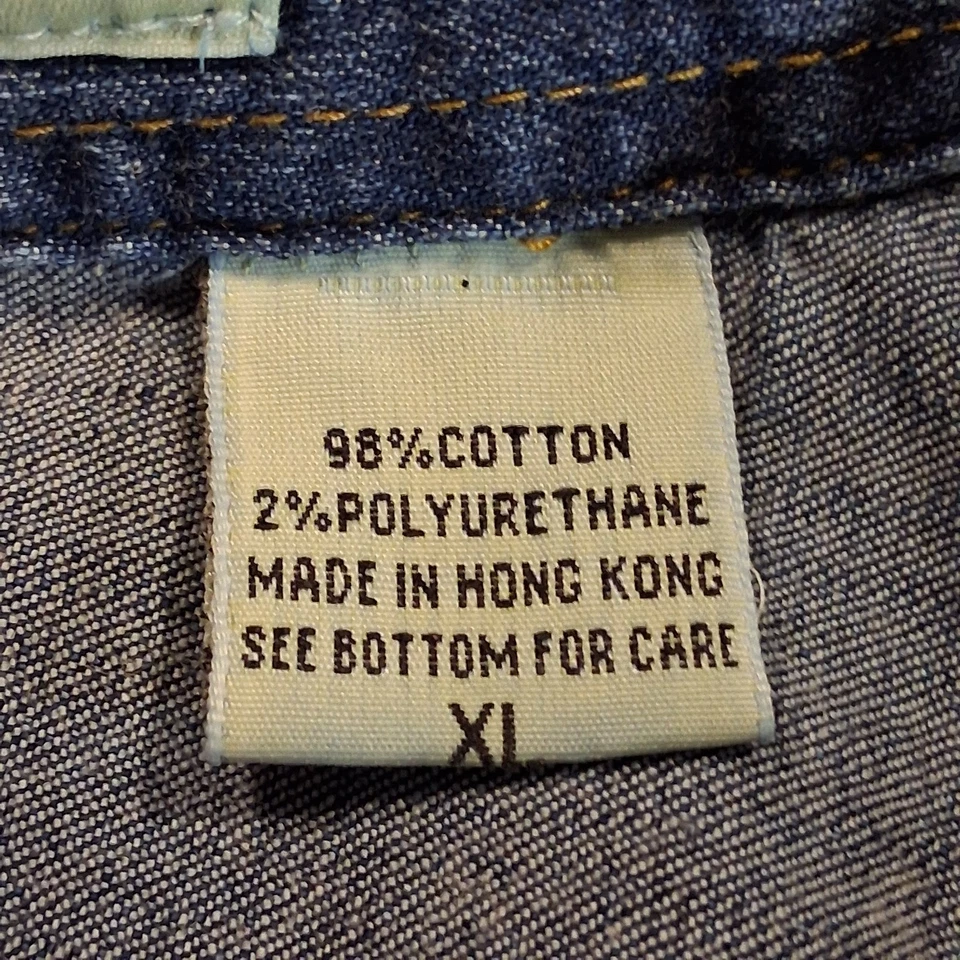 98%COTTON
2%POLYURETHANE
MADE IN HONG KONG
SEE BOTTOM FOR CARE
XL